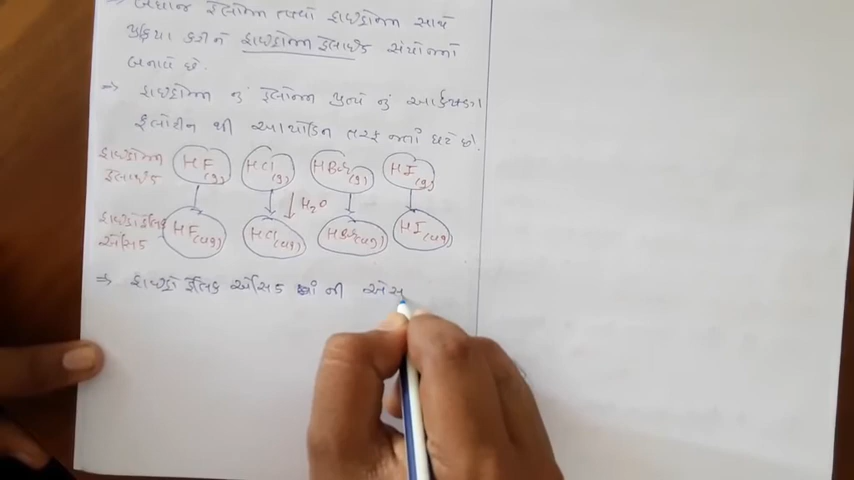 ⇒ બધાજ હેલોજન તત્વો હાઇડ્રોજન સાથે
પ્રક્રિયા કરીને હાઇડ્રોજન હેલાઇડ સંયોજનો
બનાવે છે.
⇒ હાઇડ્રોજન નું હેલોજન પ્રત્યે નું આકર્ષણ
ફ્લોરીન થી આયોડિન તરફ જતાં ઘટે છે.
હાઇડ્રોજન હેલાઇડ HF(g) HCl(g) HBr(g) HI(g)
H₂O
હાઇડ્રોહેલિક એસિડ HF(aq) HCl(aq) HBr(aq) HI(aq)
⇒ હાઇડ્રોહેલિક એસિડ ની એસ